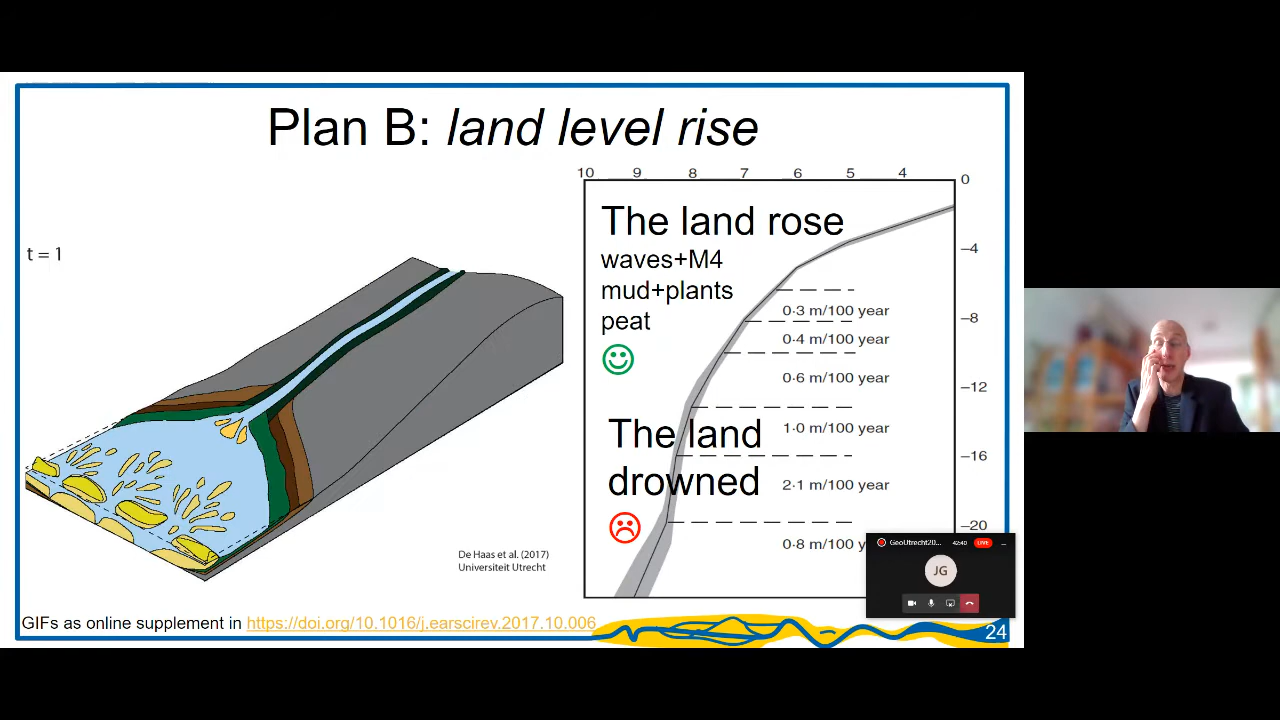 Plan B: land level rise
t = 1
10 9 8 7 6 5 4
0
The land rose
waves+M4
mud+plants
peat
−4
0·3 m/100 year
−8
0·4 m/100 year
0·6 m/100 year
−12
The land
drowned
1·0 m/100 year
−16
2·1 m/100 year
−20
0·8 m/100 y
De Haas et al. (2017)
Universiteit Utrecht
GeoUtrecht20... 42:40 LIVE
JG
GIFs as online supplement in https://doi.org/10.1016/j.earscirev.2017.10.006
24